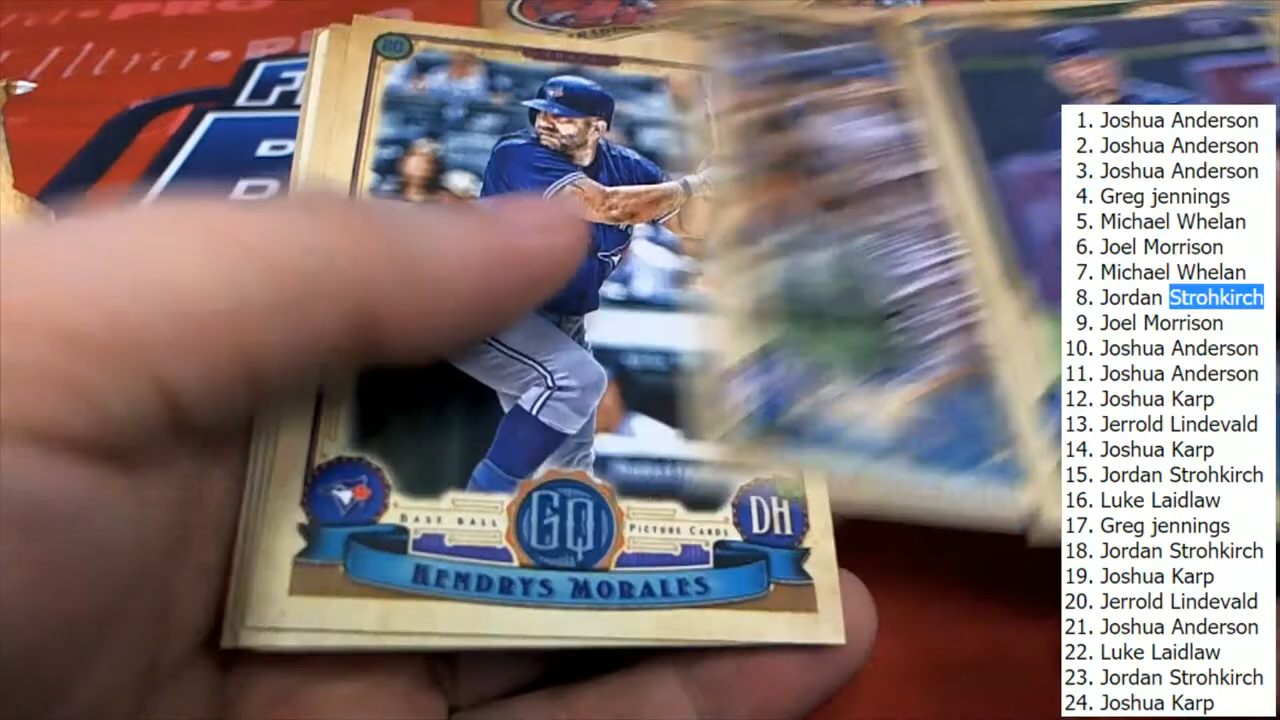 20
BASE BALL
GQ
PICTURE CARDS
DH
KENDRYS MORALES
1. Joshua Anderson
2. Joshua Anderson
3. Joshua Anderson
4. Greg jennings
5. Michael Whelan
6. Joel Morrison
7. Michael Whelan
8. Jordan Strohkirch
9. Joel Morrison
10. Joshua Anderson
11. Joshua Anderson
12. Joshua Karp
13. Jerrold Lindevald
14. Joshua Karp
15. Jordan Strohkirch
16. Luke Laidlaw
17. Greg jennings
18. Jordan Strohkirch
19. Joshua Karp
20. Jerrold Lindevald
21. Joshua Anderson
22. Luke Laidlaw
23. Jordan Strohkirch
24. Joshua Karp